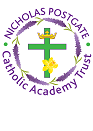 • NICHOLAS POSTGATE •
Catholic Academy Trust